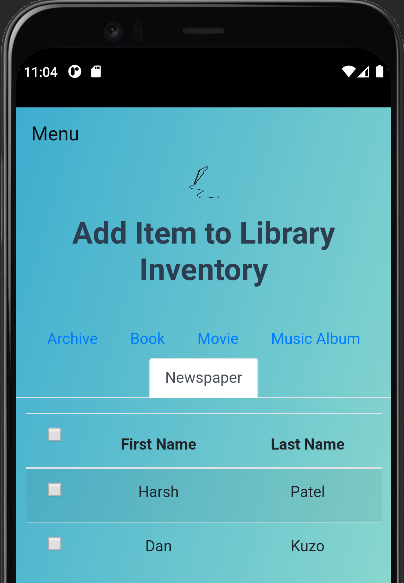 11:04
Menu
Add Item to Library
Inventory
Archive Book Movie Music Album
Newspaper
First Name Last Name
Harsh Patel
Dan Kuzo